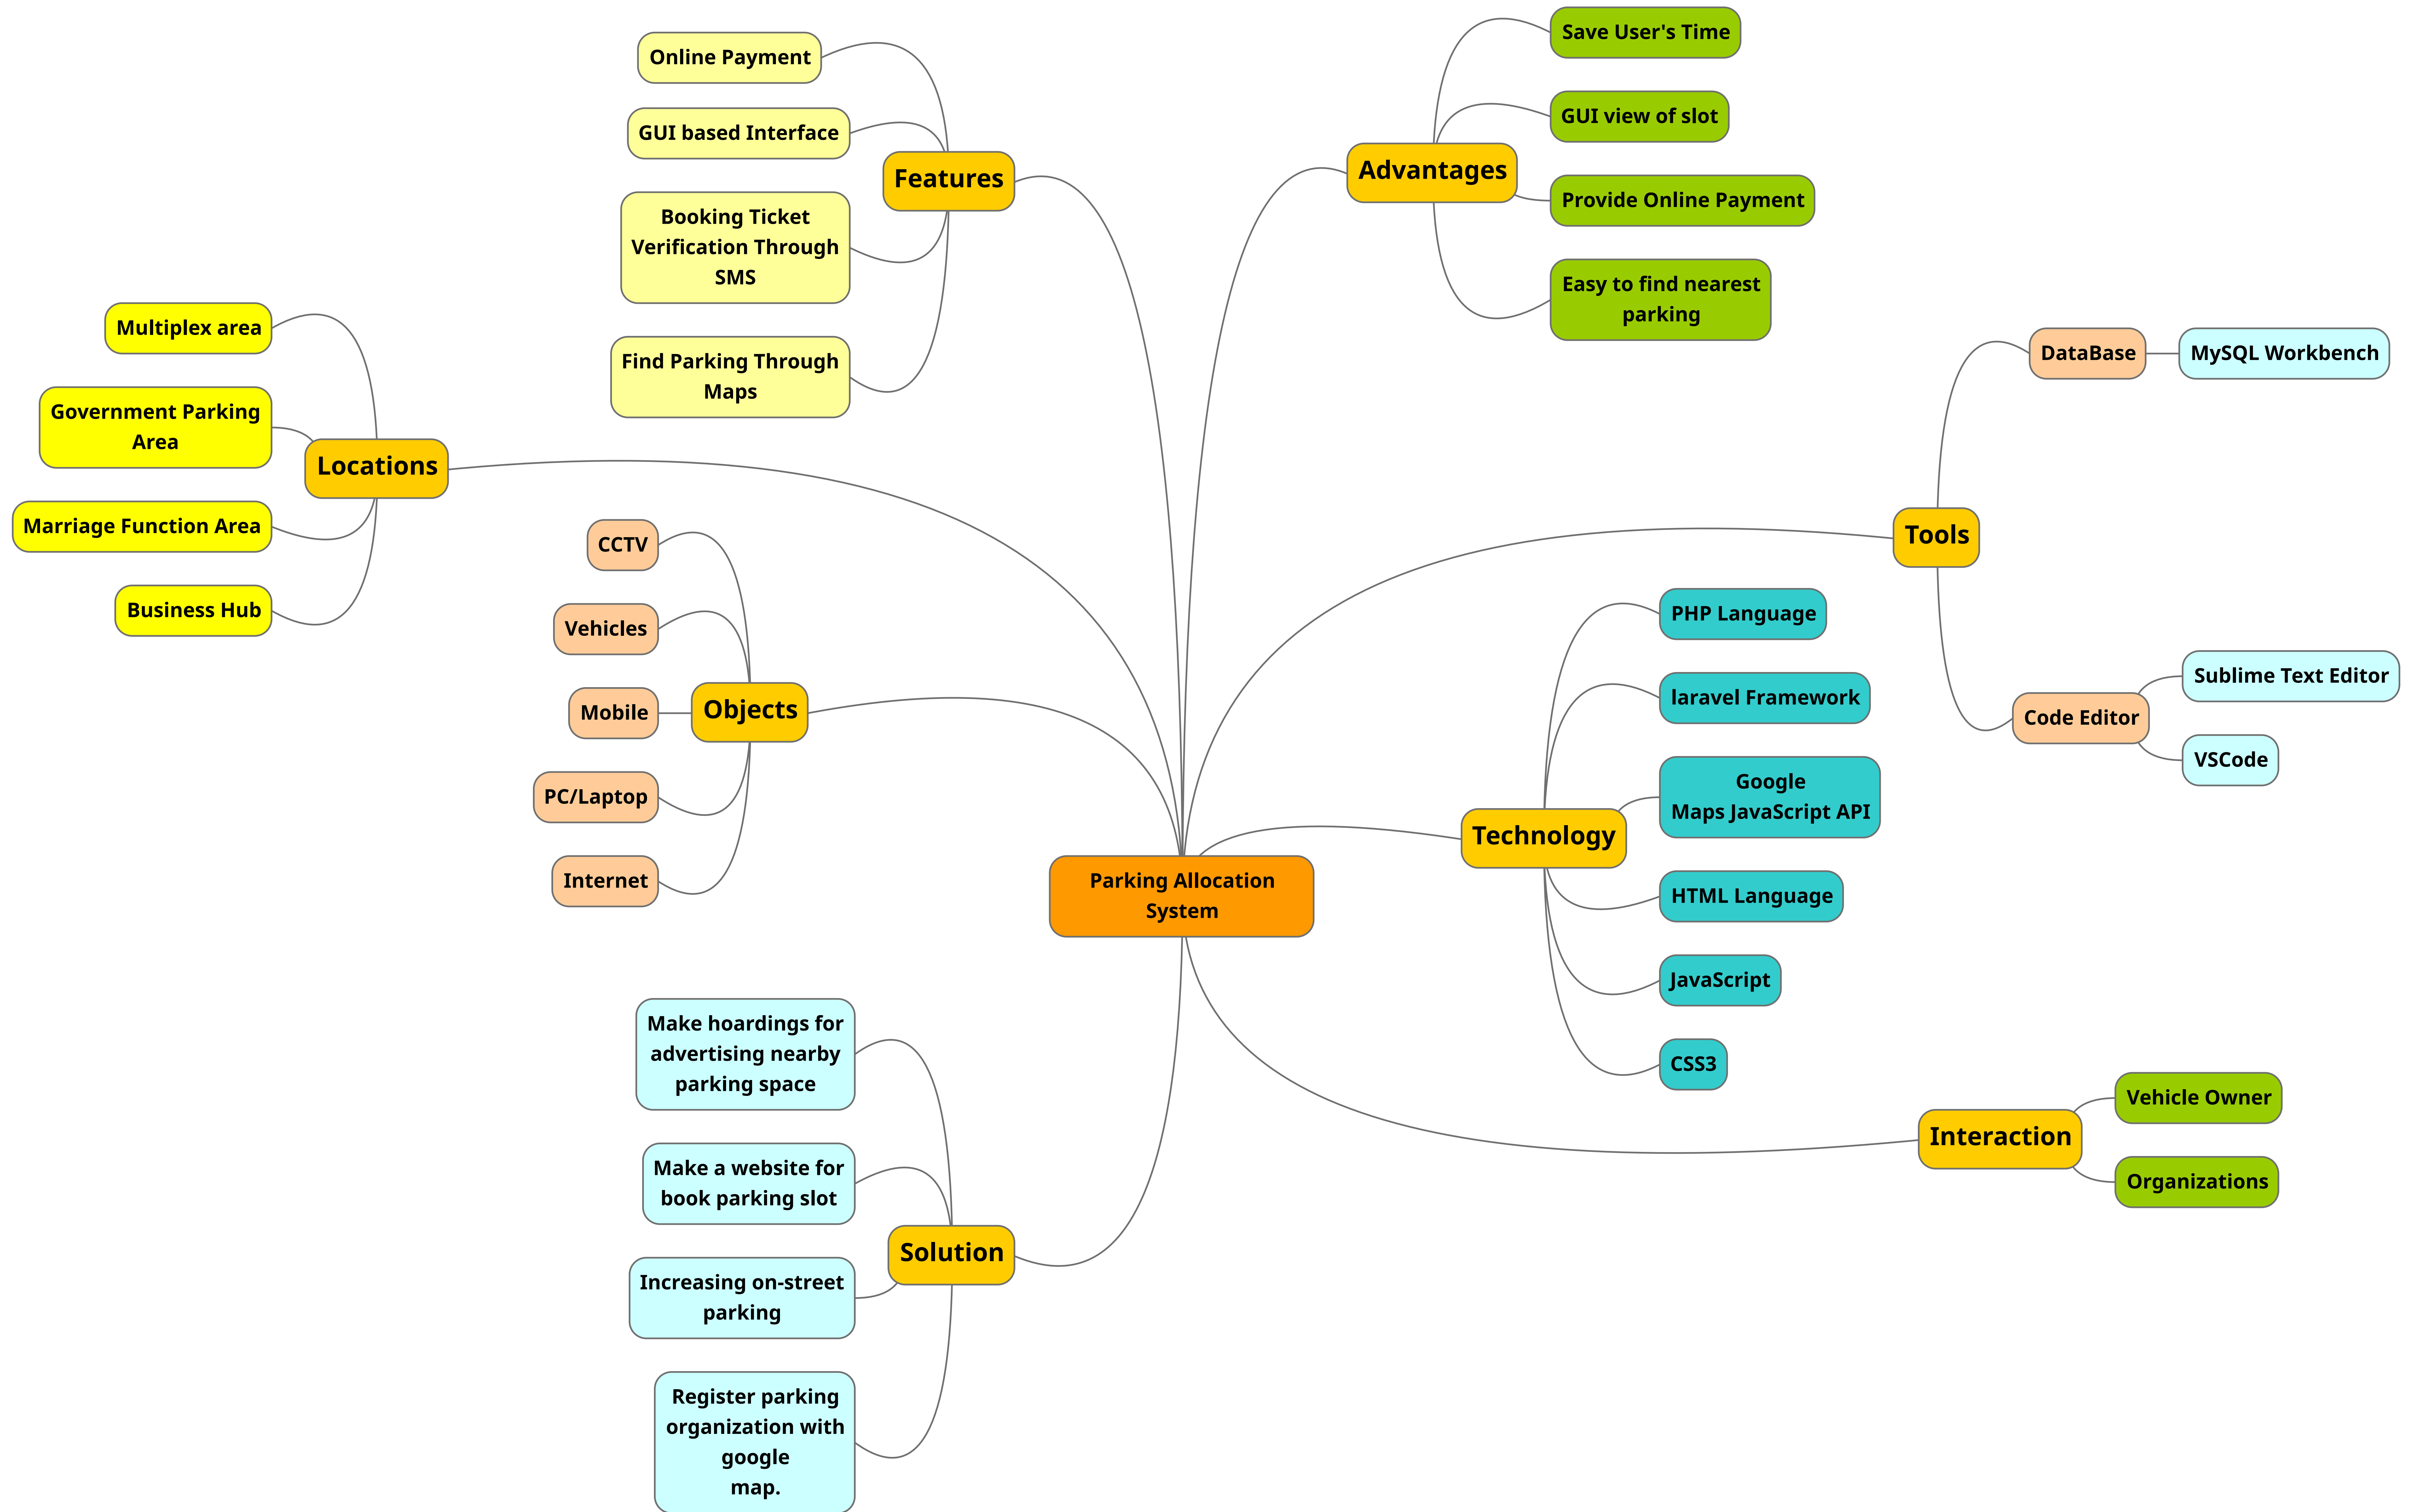 Online Payment
GUI based Interface
Features
Booking Ticket
Verification Through
SMS
Find Parking Through
Maps
Multiplex area
Government Parking
Area
Locations
Marriage Function Area
Business Hub
CCTV
Vehicles
Mobile
Objects
PC/Laptop
Internet
Parking Allocation
System
Make hoardings for
advertising nearby
parking space
Make a website for
book parking slot
Solution
Increasing on-street
parking
Register parking
organization with
google
map.
Save User's Time
GUI view of slot
Advantages
Provide Online Payment
Easy to find nearest
parking
DataBase
MySQL Workbench
Tools
Code Editor
Sublime Text Editor
VSCode
PHP Language
laravel Framework
Google
Maps JavaScript API
Technology
HTML Language
JavaScript
CSS3
Vehicle Owner
Interaction
Organizations